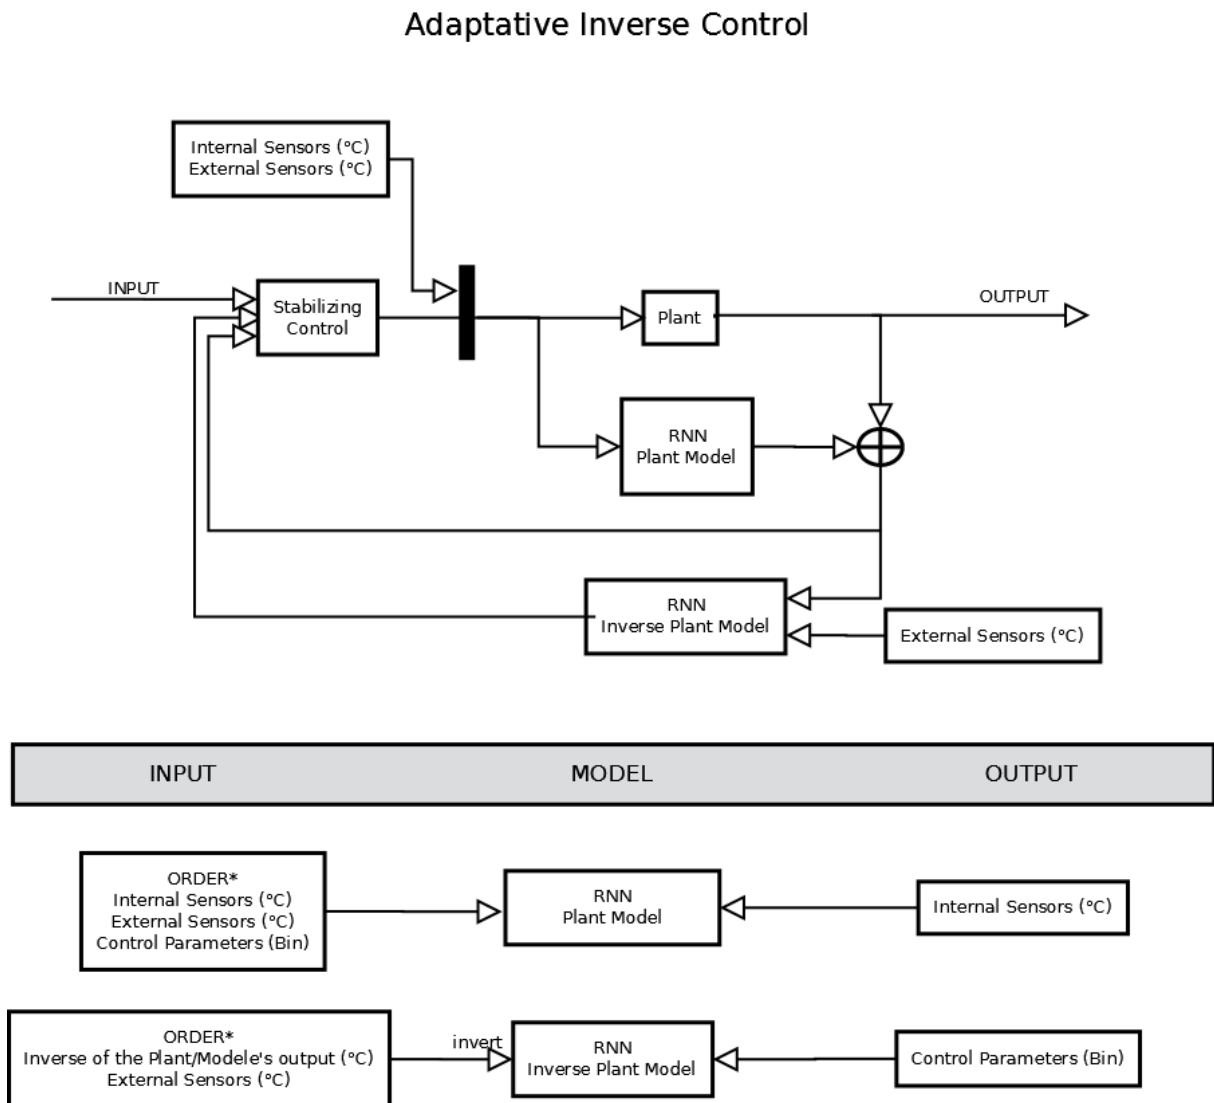 Adaptative Inverse Control
Internal Sensors (°C)
External Sensors (°C)
INPUT
Stabilizing
Control
Plant
OUTPUT
RNN
Plant Model
RNN
Inverse Plant Model
External Sensors (°C)
INPUT
MODEL
OUTPUT
ORDER*
Internal Sensors (°C)
External Sensors (°C)
Control Parameters (Bin)
RNN
Plant Model
Internal Sensors (°C)
ORDER*
Inverse of the Plant/Modele's output (°C)
External Sensors (°C)
invert
RNN
Inverse Plant Model
Control Parameters (Bin)